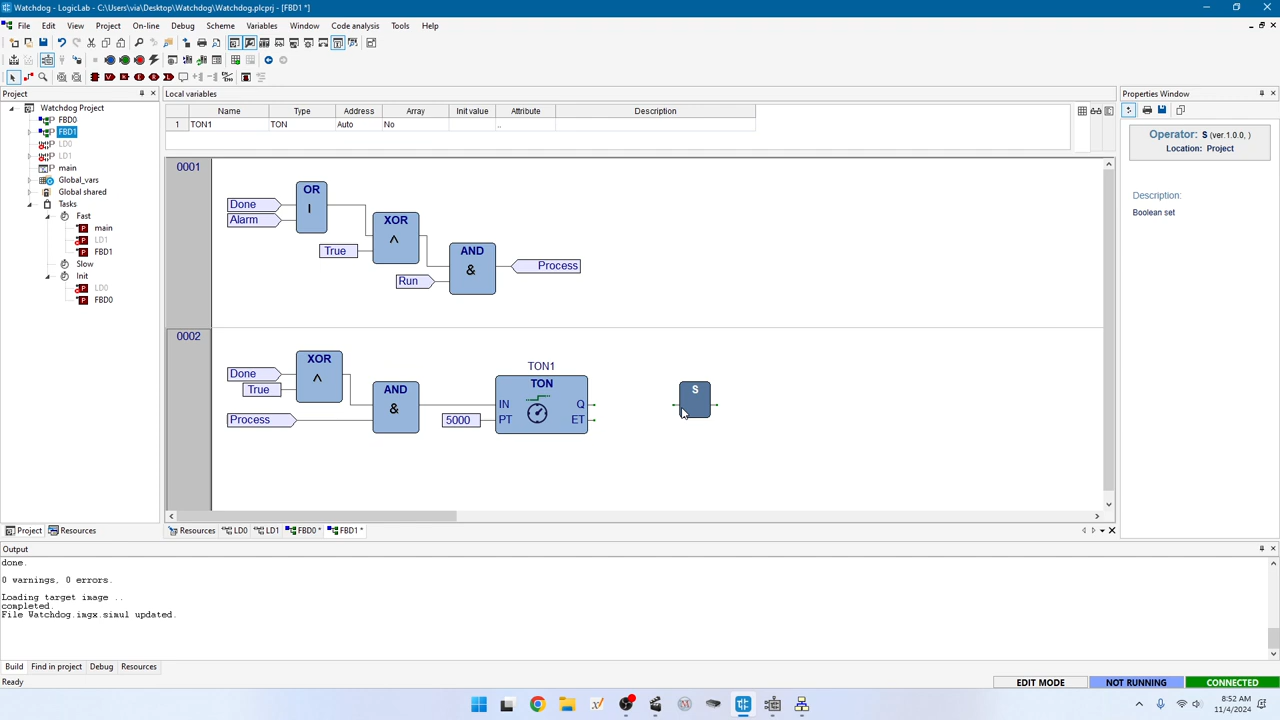 Watchdog - LogicLab - C:\Users\via\Desktop\Watchdog\Watchdog.plcprj - [FBD1 *]
File Edit View Project On-line Debug Scheme Variables Window Code analysis Tools Help
Project
Watchdog Project
FBD0
FBD1
LD0
LD1
main
Global_vars
Global shared
Tasks
Fast
main
LD1
FBD1
Slow
Init
LD0
FBD0
Project Resources
Local variables
Name Type Address Array Init value Attribute Description
1 TON1 TON Auto No ..
0001
Done
Alarm
OR
True
XOR
^
Run
AND
&
Process
0002
Done
True
XOR
^
Process
AND
&
5000
TON1
TON
IN Q
PT ET
S
Resources LD0 LD1 FBD0 * FBD1 *
Properties Window
Operator: S (ver.1.0.0, )
Location: Project
Description:
Boolean set
Output
done.
0 warnings, 0 errors.
Loading target image ..
completed.
File Watchdog.imgx.simul updated.
Build Find in project Debug Resources
Ready EDIT MODE NOT RUNNING CONNECTED
8:52 AM
11/4/2024